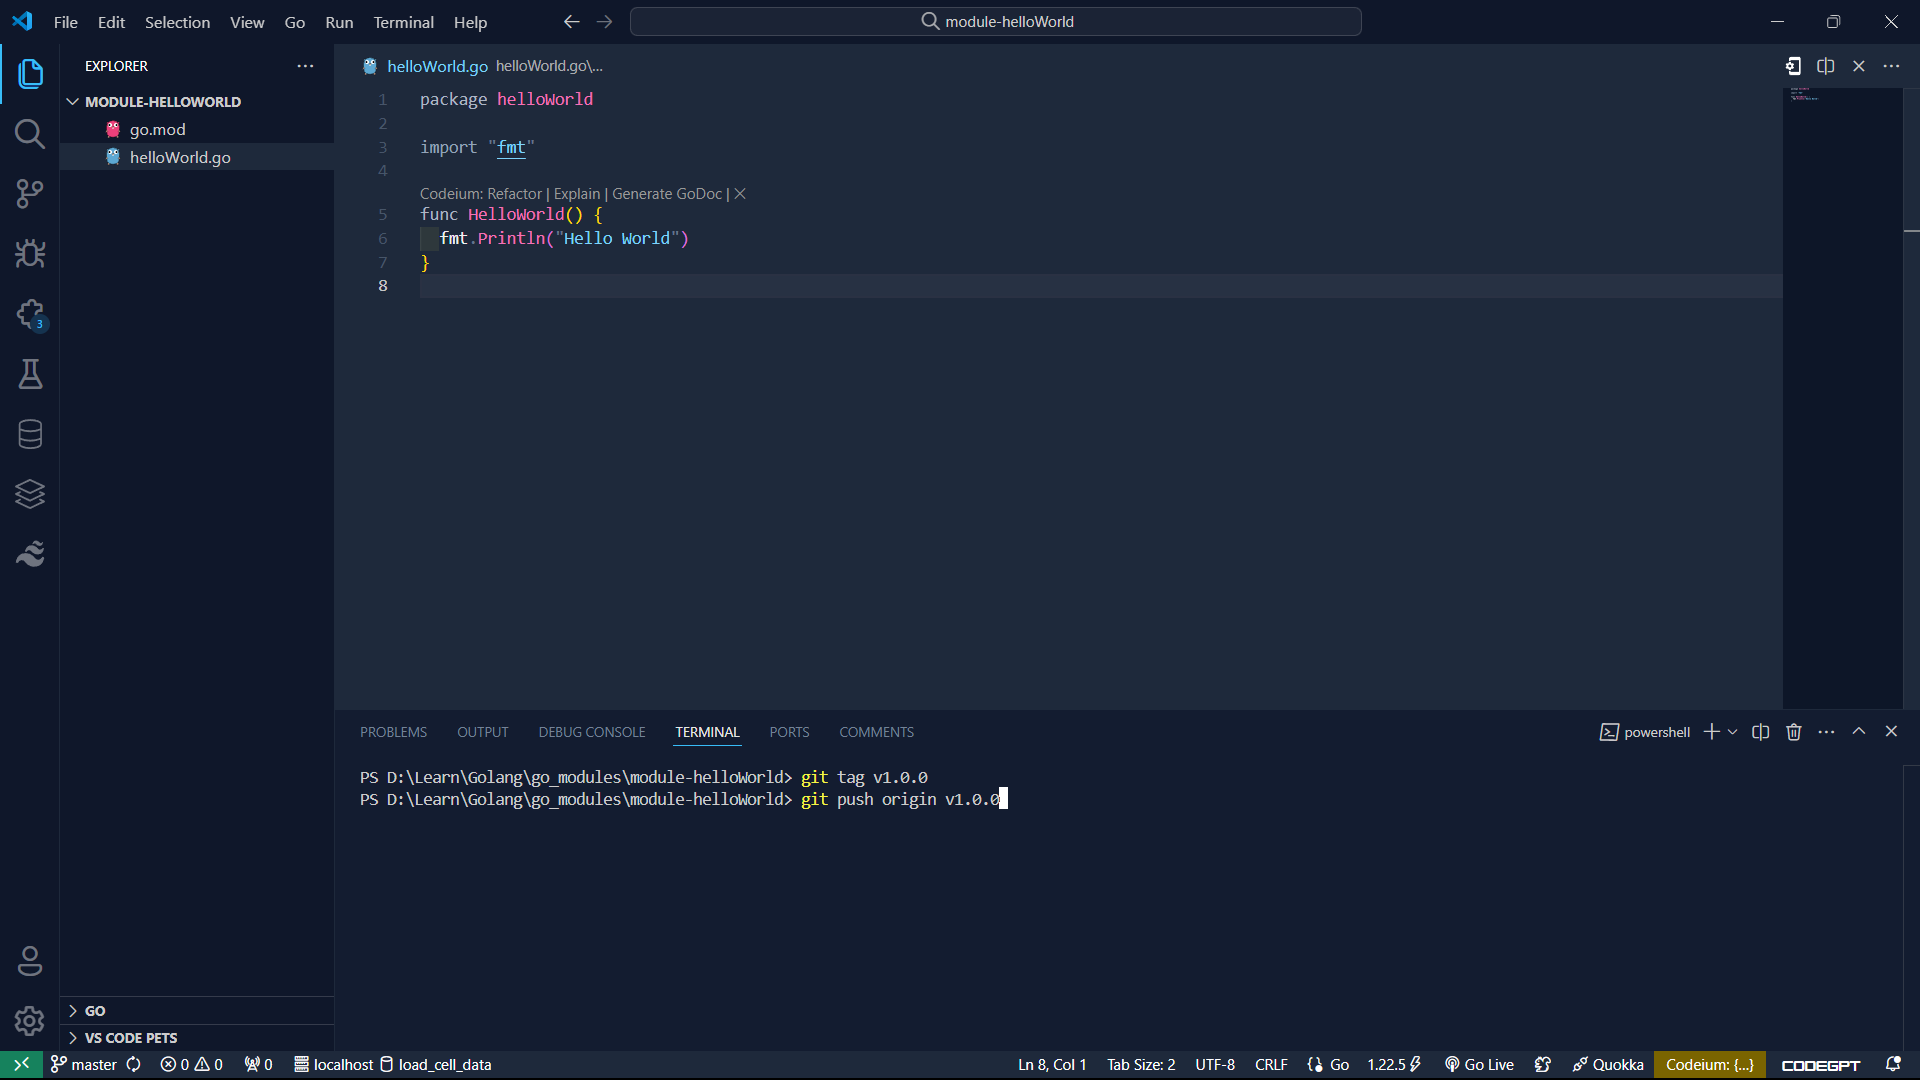 File Edit Selection View Go Run Terminal Help
module-helloWorld
EXPLORER
MODULE-HELLOWORLD
go.mod
helloWorld.go
3
GO
VS CODE PETS
helloWorld.go helloWorld.go\...
1 package helloWorld
2
3 import "fmt"
4
Codeium: Refactor | Explain | Generate GoDoc | ×
5 func HelloWorld() {
6 fmt.Println("Hello World")
7 }
8
PROBLEMS OUTPUT DEBUG CONSOLE TERMINAL PORTS COMMENTS
powershell
PS D:\Learn\Golang\go_modules\module-helloWorld> git tag v1.0.0
PS D:\Learn\Golang\go_modules\module-helloWorld> git push origin v1.0.0
master 0 0 0 localhost load_cell_data Ln 8, Col 1 Tab Size: 2 UTF-8 CRLF Go 1.22.5 Go Live Quokka Codeium: {...} CODEGPT